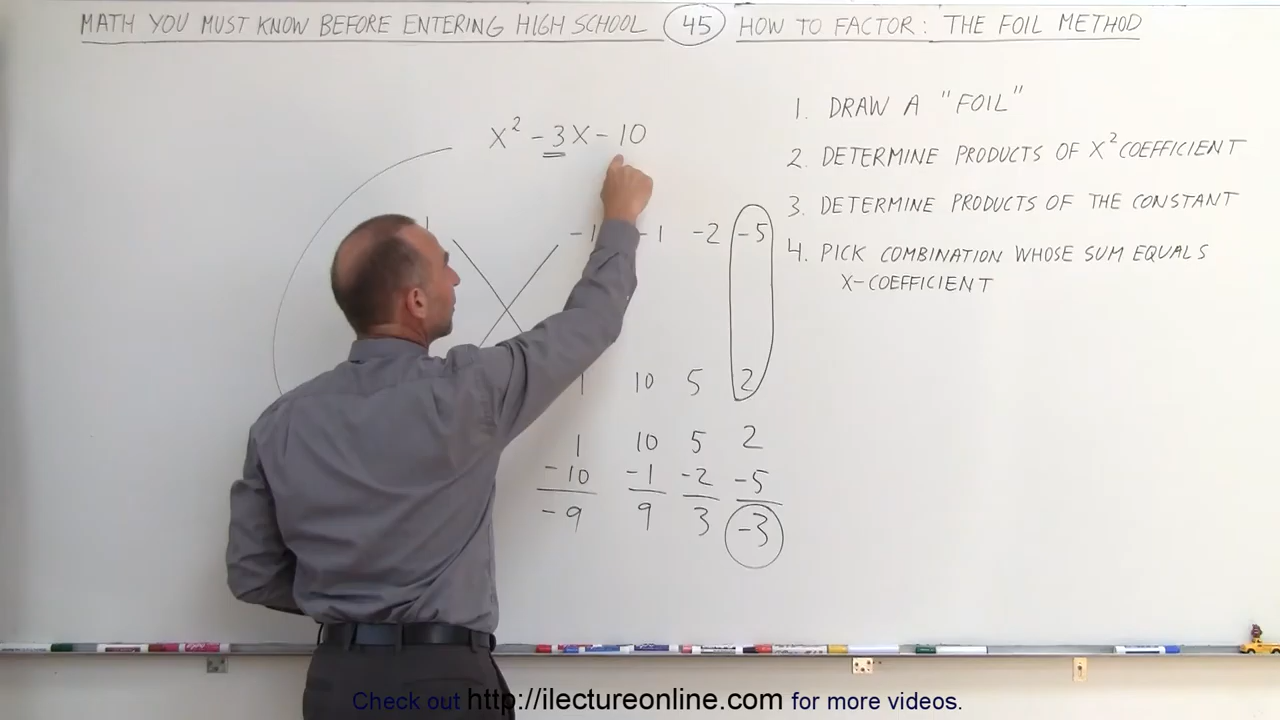 MATH YOU MUST KNOW BEFORE ENTERING HIGH SCHOOL 45 HOW TO FACTOR: THE FOIL METHOD
x² - 3x - 10
1. DRAW A "FOIL"
2. DETERMINE PRODUCTS OF X² COEFFICIENT
3. DETERMINE PRODUCTS OF THE CONSTANT
4. PICK COMBINATION WHOSE SUM EQUALS
X-COEFFICIENT
-1 -2 -5
1 10 5 2
1 10 5 2
-10 -1 -2 -5
-9 9 3 -3
Check out http://ilectureonline.com for more videos.